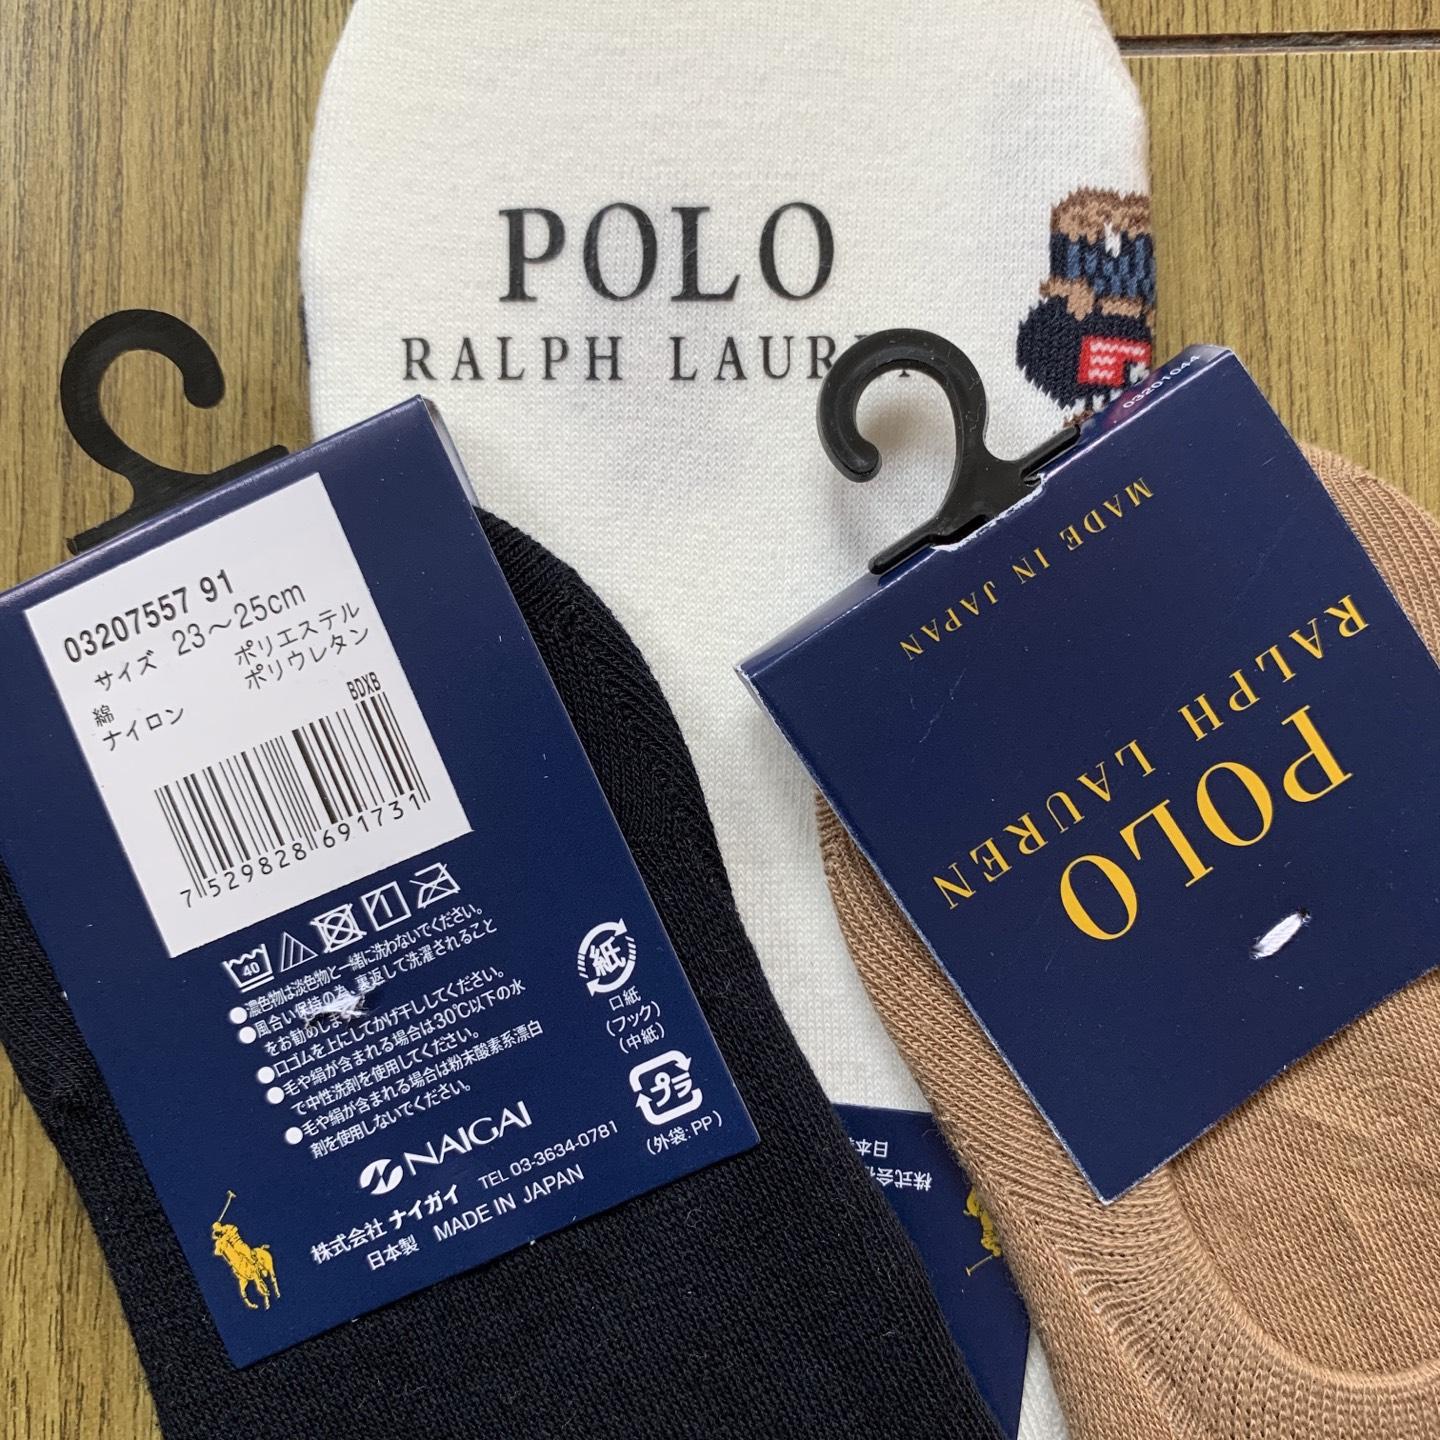 POLO
RALPH LAUR
03207557 91
サイズ 23～25cm
綿 ポリエステル
ナイロン ポリウレタン
BDXB
7529828691731
40
●濃色物は淡色物と一緒に洗わないでください。
●風合い保持の為、裏返して洗濯されること
をお勧めします。
●口ゴムを上にしてかげ干ししてください。
●毛や絹が含まれる場合は30℃以下の水
で中性洗剤を使用してください。
●毛や絹が含まれる場合は粉末酸素系漂白
剤を使用しないでください。
紙
口紙
(フック)
(中紙)
プラ
(外袋:PP)
NAIGAI
株式会社 ナイガイ TEL 03-3634-0781
日本製 MADE IN JAPAN
POLO
RALPH LAUREN
MADE IN JAPAN
株式会社
日本